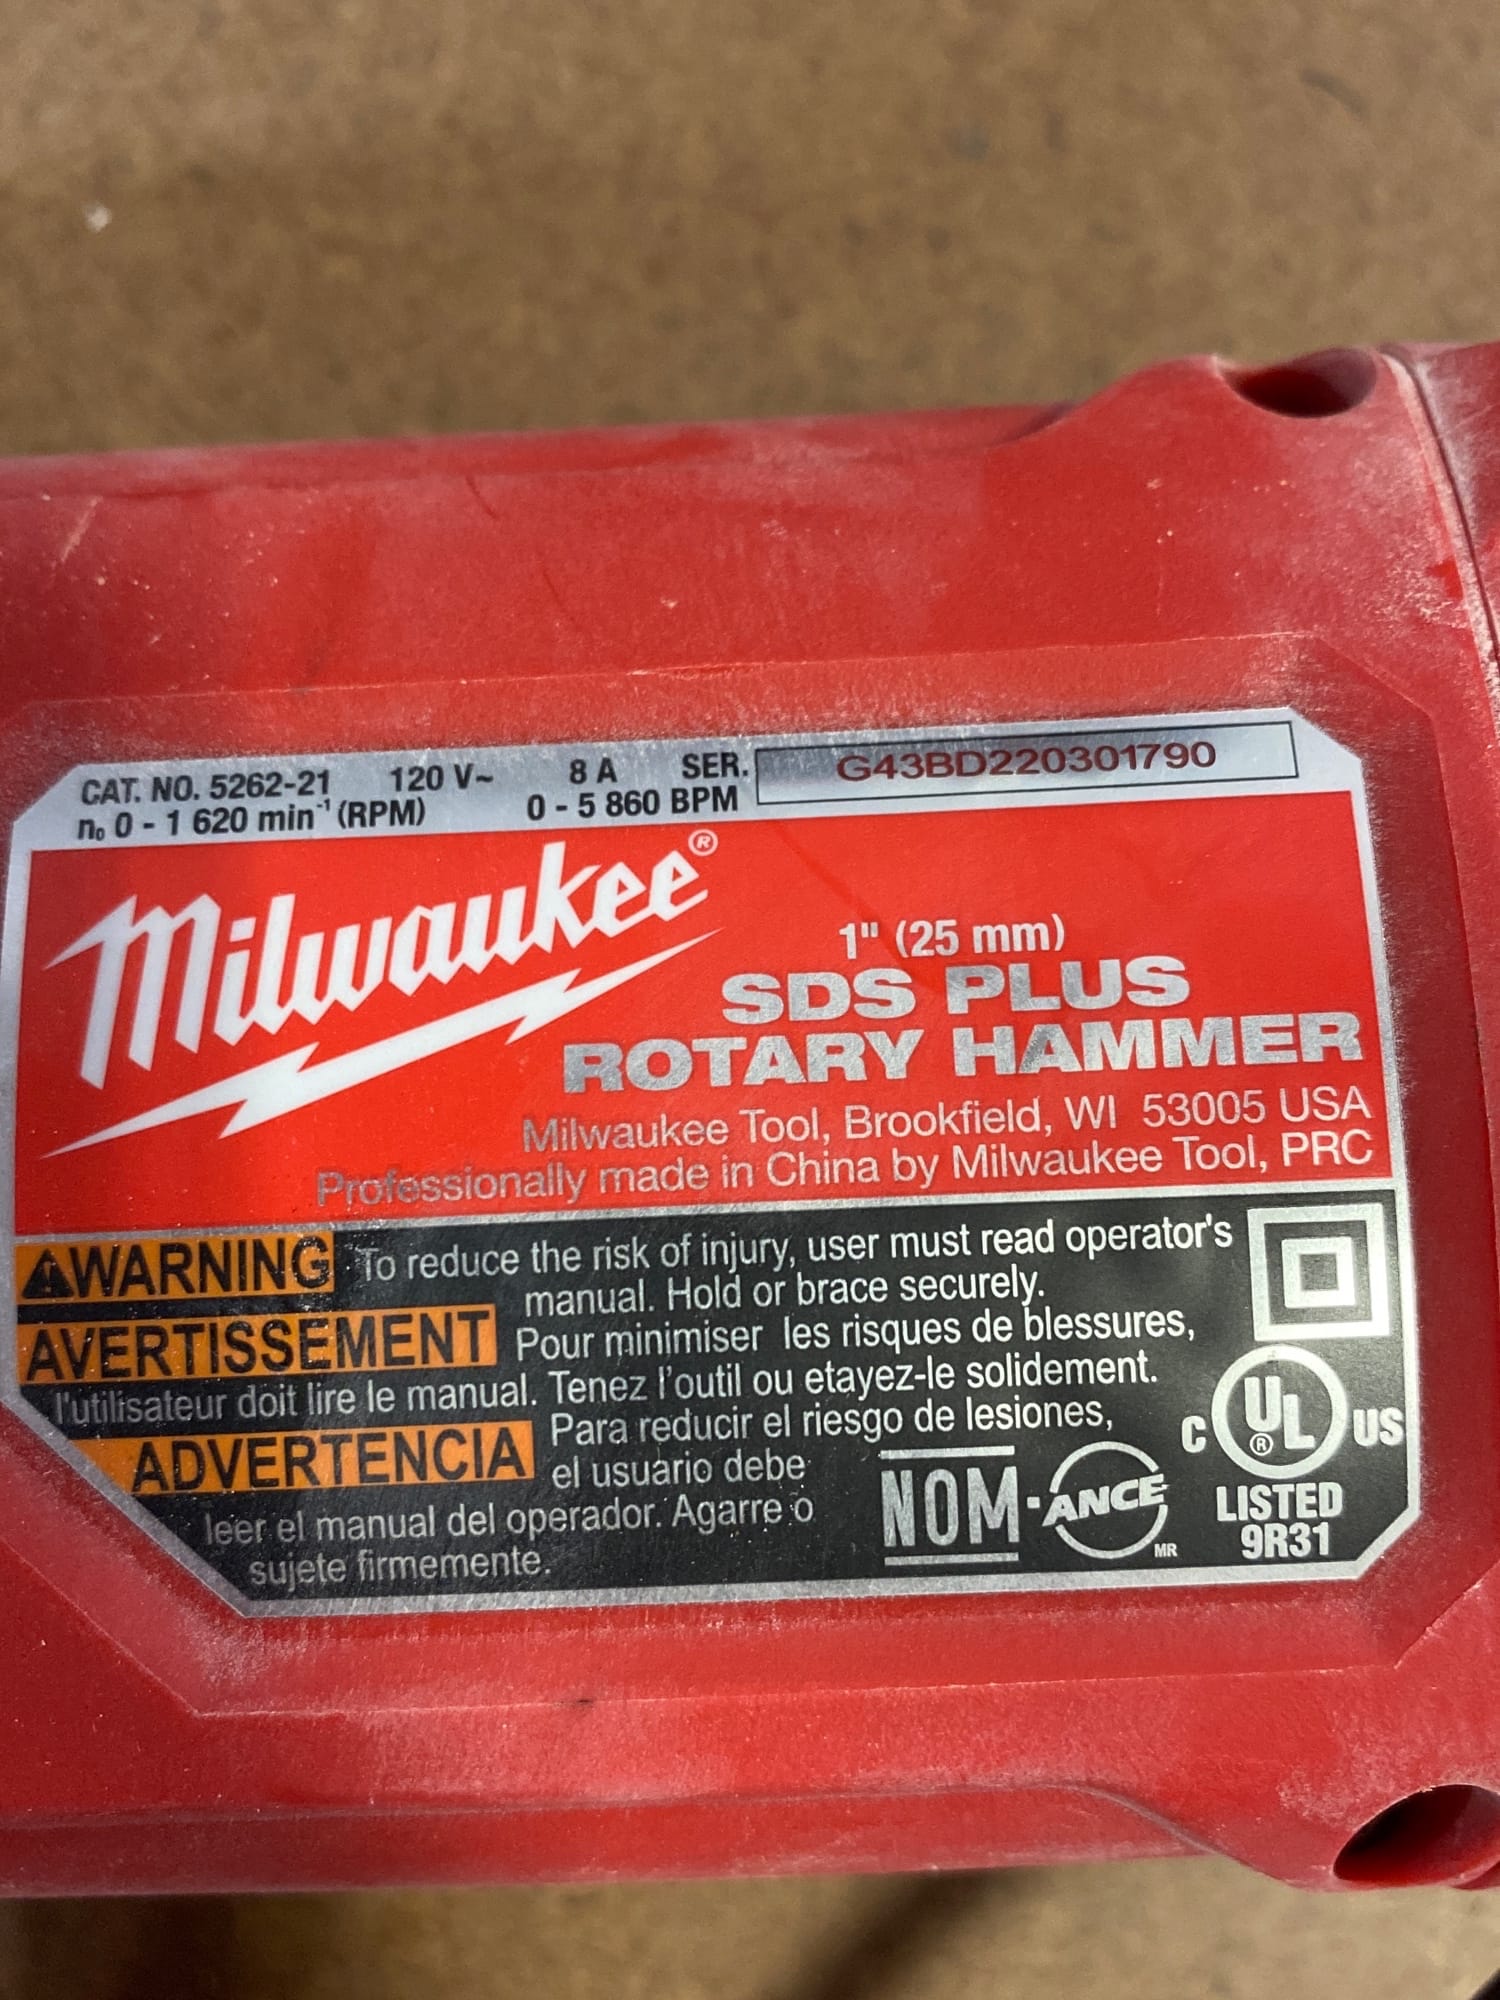 CAT. NO. 5262-21 120 V~ 8 A SER. G43BD220301790
n₀ 0 - 1 620 min⁻¹ (RPM) 0 - 5 860 BPM
Milwaukee®
1" (25 mm)
SDS PLUS
ROTARY HAMMER
Milwaukee Tool, Brookfield, WI 53005 USA
Professionally made in China by Milwaukee Tool, PRC
WARNING To reduce the risk of injury, user must read operator's
manual. Hold or brace securely.
AVERTISSEMENT Pour minimiser les risques de blessures,
l'utilisateur doit lire le manual. Tenez l'outil ou etayez-le solidement.
ADVERTENCIA Para reducir el riesgo de lesiones,
el usuario debe
leer el manual del operador. Agarre o
sujete firmemente.
NOM-ANCE MR
C UL® US
LISTED
9R31